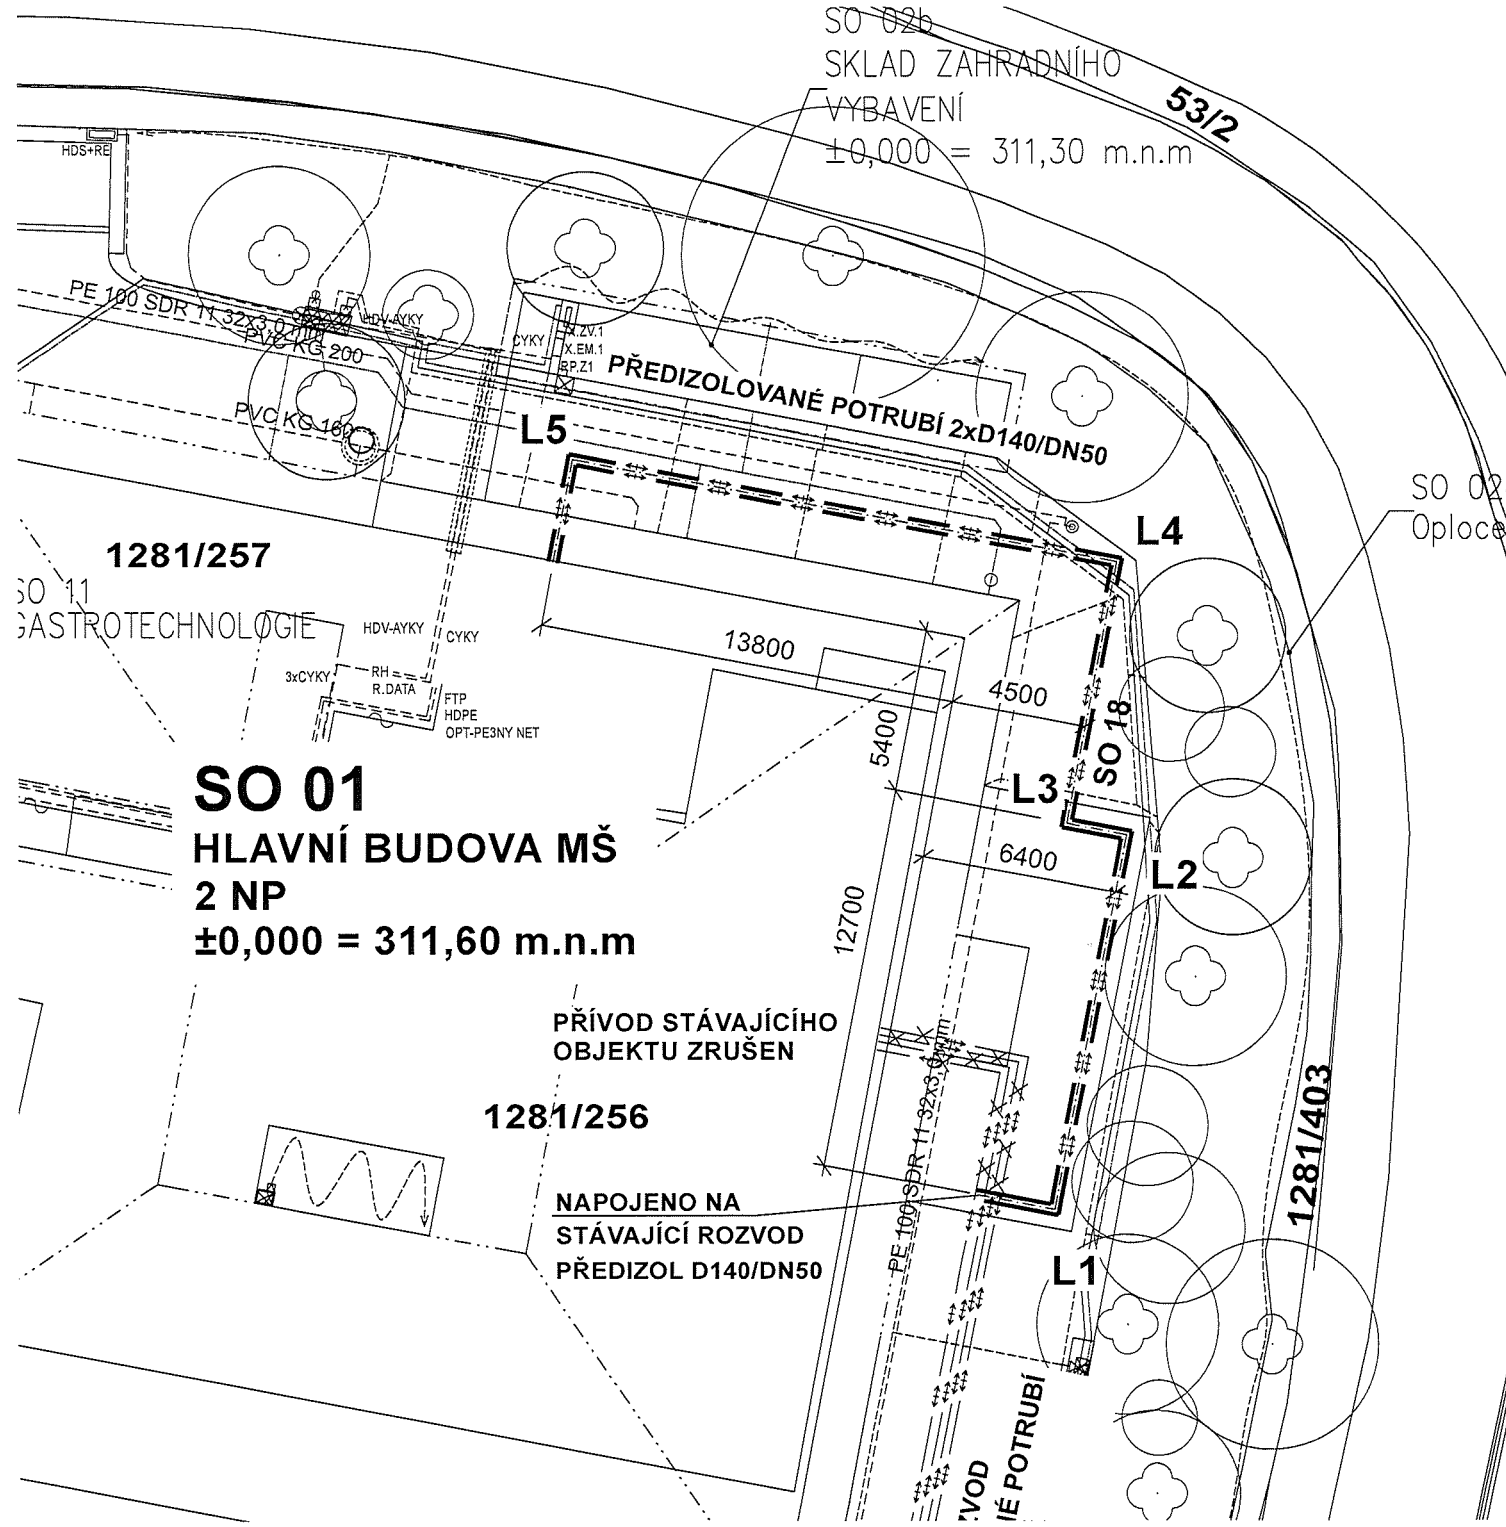 SO 02b
SKLAD ZAHRADNÍHO
VYBAVENÍ
±0,000 = 311,30 m.n.m
53/2
HDS+RE
PE 100 SDR 11 32x3,0
HDV-AYKY
PVC KG 200
CYKY
X.ZV.1
X.EM.1
RP.Z1
PŘEDIZOLOVANÉ POTRUBÍ 2xD140/DN50
PVC KG 160
L5
SO 02
Oploce
L4
1281/257
SO 11
GASTROTECHNOLOGIE
HDV-AYKY
CYKY
13800
3xCYKY
RH
R.DATA
FTP
HDPE
OPT-PE3NY NET
4500
5400
SO 18
L3
SO 01
HLAVNÍ BUDOVA MŠ
2 NP
±0,000 = 311,60 m.n.m
6400
L2
12700
PŘÍVOD STÁVAJÍCÍHO
OBJEKTU ZRUŠEN
1281/256
PE 100 SDR 11 32x3,0mm
1281/403
NAPOJENO NA
STÁVAJÍCÍ ROZVOD
PŘEDIZOL D140/DN50
L1
ZVOD
NÉ POTRUBÍ